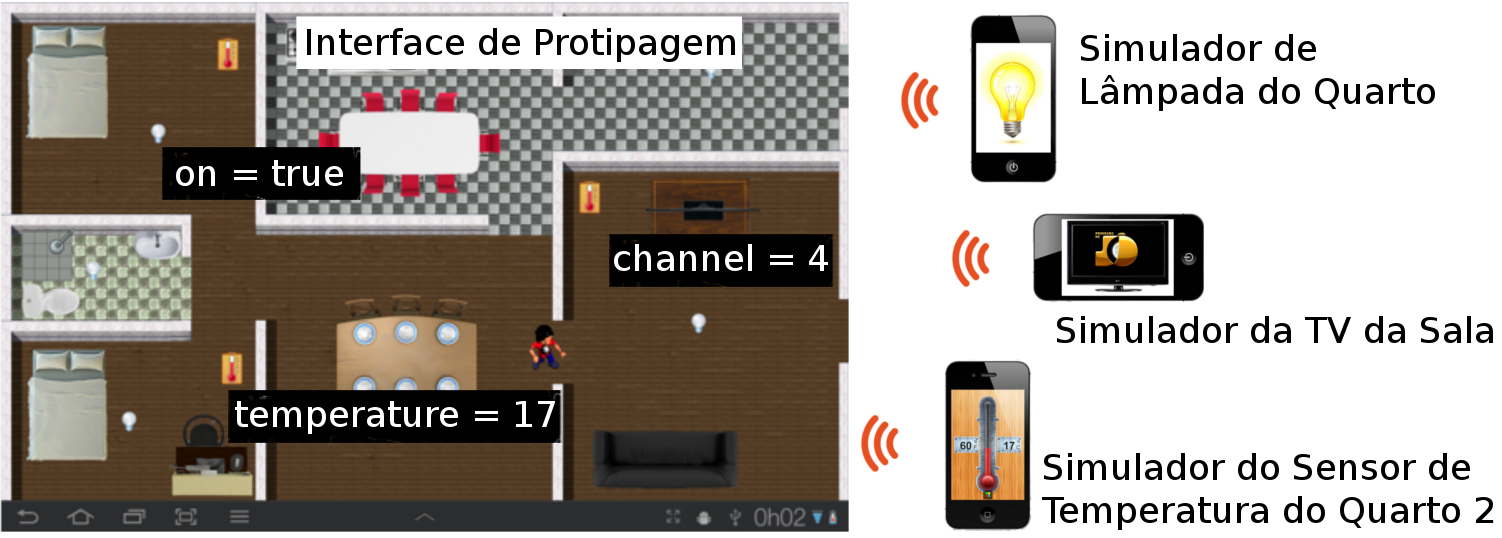 Interface de Protipagem
on = true
channel = 4
temperature = 17
0h02
Simulador de
Lâmpada do Quarto
Simulador da TV da Sala
60
17
Simulador do Sensor de
Temperatura do Quarto 2